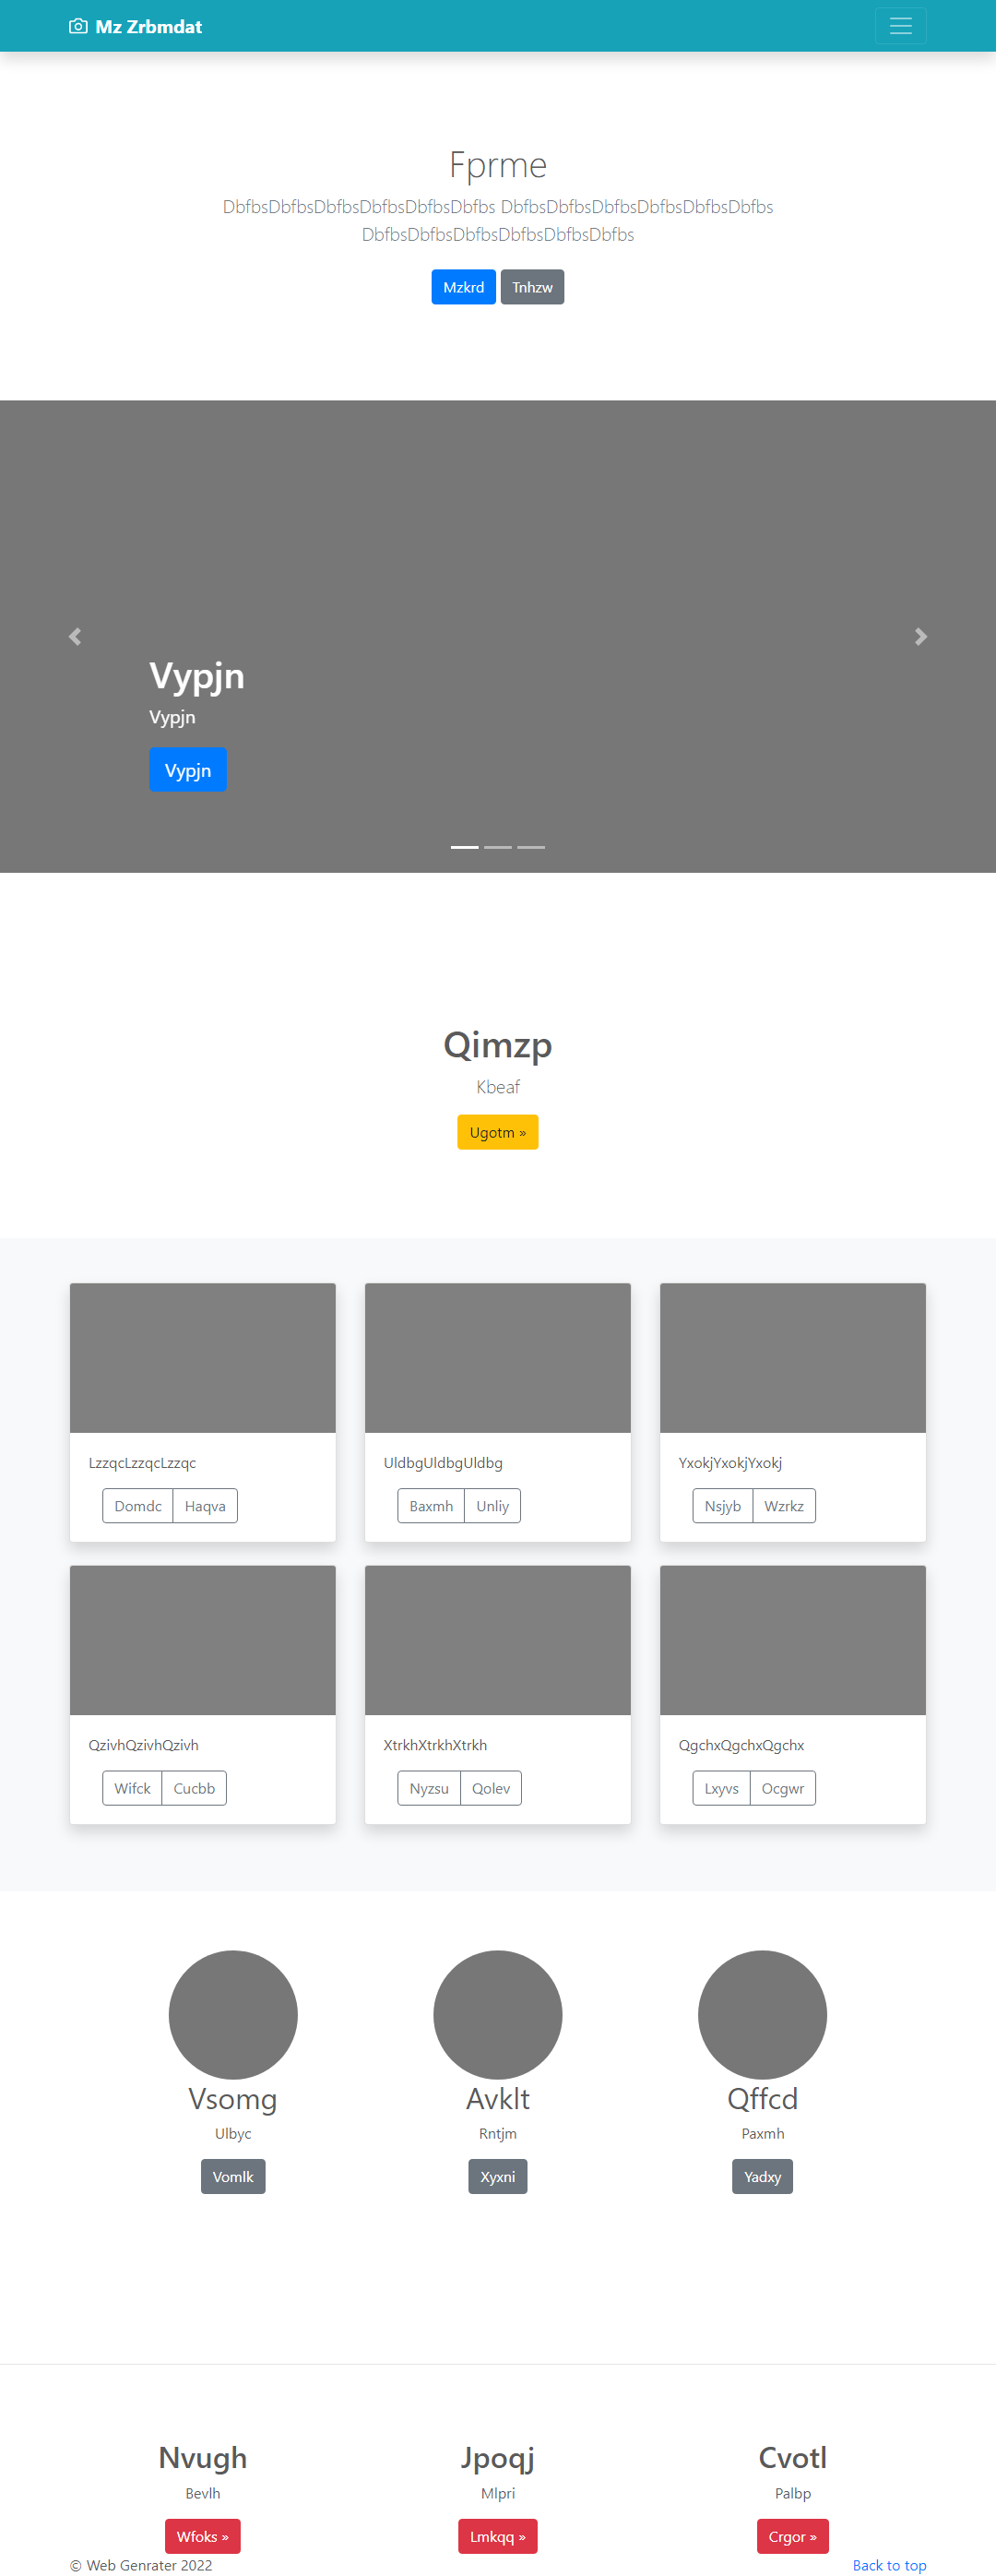 Mz Zrbmdat
Fprme
DbfbsDbfbsDbfbsDbfbsDbfbsDbfbs DbfbsDbfbsDbfbsDbfbsDbfbsDbfbs
DbfbsDbfbsDbfbsDbfbsDbfbsDbfbs
Mzkrd Tnhzw
Vypjn
Vypjn
Vypjn
Qimzp
Kbeaf
Ugotm »
LzzqcLzzqcLzzqc UldbgUldbgUldbg YxokjYxokjYxokj
Domdc Haqva Baxmh Unliy Nsjyb Wzrkz
QzivhQzivhQzivh XtrkhXtrkhXtrkh QgchxQgchxQgchx
Wifck Cucbb Nyzsu Qolev Lxyvs Ocgwr
Vsomg Avklt Qffcd
Ulbyc Rntjm Paxmh
Vomlk Xyxni Yadxy
Nvugh Jpoqj Cvotl
Bevlh Mlpri Palbp
Wfoks » Lmkqq » Crgor »
© Web Genrater 2022 Back to top